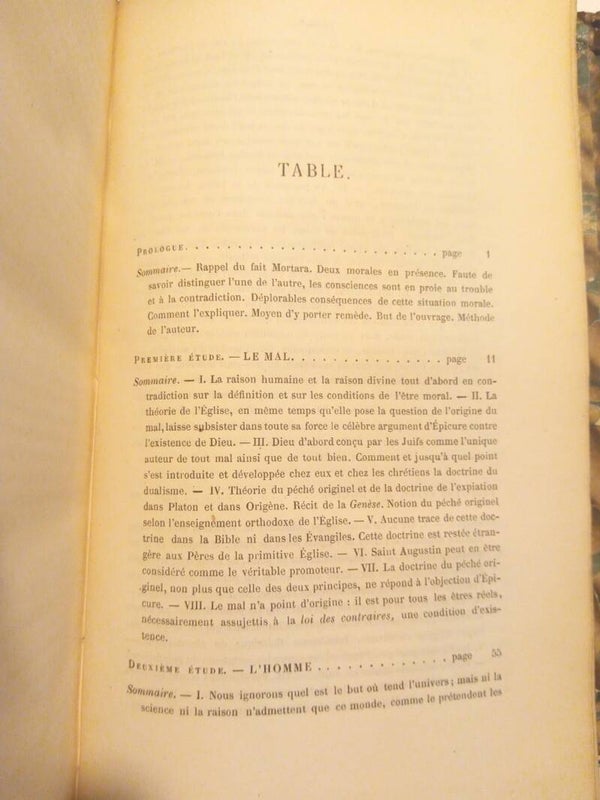 TABLE.
PROLOGUE. . . . . . . . . . . . . . . . . . . . . . . . . page 1
Sommaire.— Rappel du fait Mortara. Deux morales en présence. Faute de
savoir distinguer l'une de l'autre, les consciences sont en proie au trouble
et à la contradiction. Déplorables conséquences de cette situation morale.
Comment l'expliquer. Moyen d'y porter remède. But de l'ouvrage. Méthode
de l'auteur.
PREMIÈRE ÉTUDE. — LE MAL. . . . . . . . . . . . . . . page 11
Sommaire. — I. La raison humaine et la raison divine tout d'abord en con-
tradiction sur la définition et sur les conditions de l'être moral. — II. La
théorie de l'Église, en même temps qu'elle pose la question de l'origine du
mal, laisse subsister dans toute sa force le célèbre argument d'Épicure contre
l'existence de Dieu. — III. Dieu d'abord conçu par les Juifs comme l'unique
auteur de tout mal ainsi que de tout bien. Comment et jusqu'à quel point
s'est introduite et développée chez eux et chez les chrétiens la doctrine du
dualisme. — IV. Théorie du péché originel et de la doctrine de l'expiation
dans Platon et dans Origène. Récit de la Genèse. Notion du péché originel
selon l'enseignement orthodoxe de l'Église. — V. Aucune trace de cette doc-
trine dans la Bible ni dans les Évangiles. Cette doctrine est restée étran-
gère aux Pères de la primitive Église. — VI. Saint Augustin peut en être
considéré comme le véritable promoteur. — VII. La doctrine du péché ori-
ginel, non plus que celle des deux principes, ne répond à l'objection d'Épi-
cure. — VIII. Le mal n'a point d'origine : il est pour tous les êtres réels,
nécessairement assujettis à la loi des contraires, une condition d'exis-
tence.
DEUXIÈME ÉTUDE. — L'HOMME . . . . . . . . . . . . . page 55
Sommaire. — I. Nous ignorons quel est le but où tend l'univers; mais ni la
science ni la raison n'admettent que ce monde, comme le prétendent les